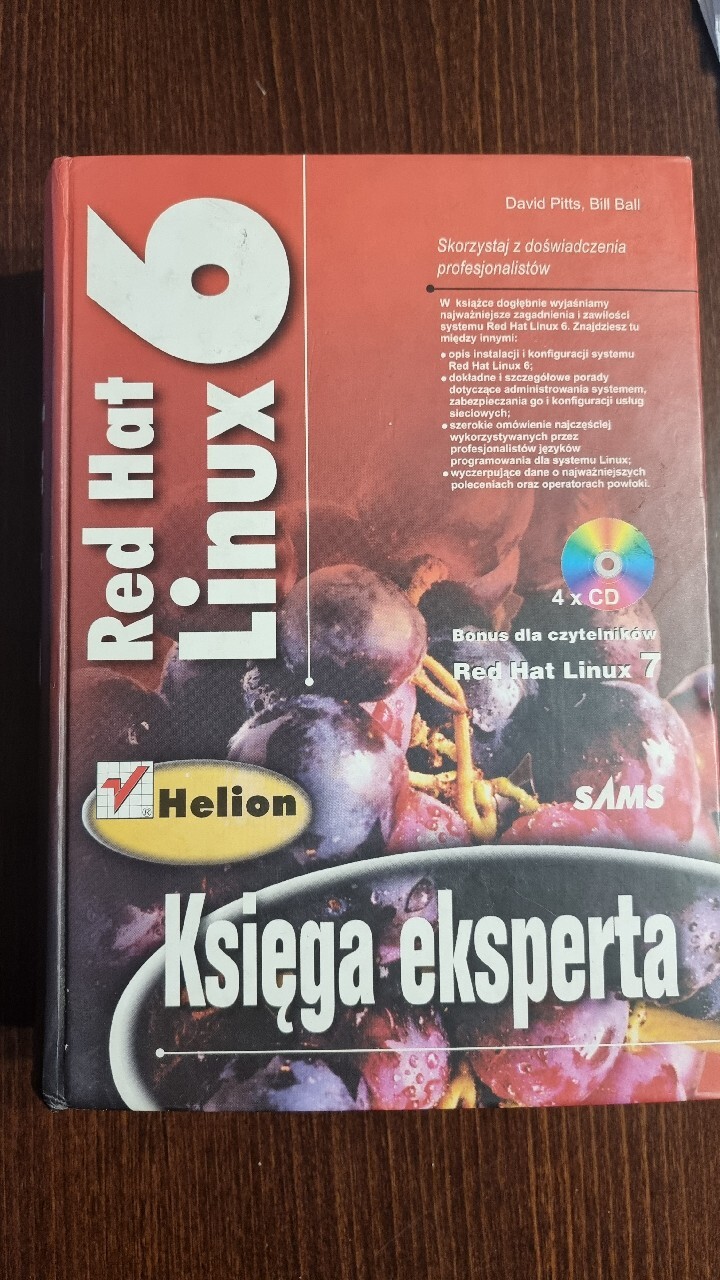 David Pitts, Bill Ball
Red Hat
Linux 6
Skorzystaj z doświadczenia
profesjonalistów
W książce dogłębnie wyjaśniamy
najważniejsze zagadnienia i zawiłości
systemu Red Hat Linux 6. Znajdziesz tu
między innymi:
• opis instalacji i konfiguracji systemu
Red Hat Linux 6;
• dokładne i szczegółowe porady
dotyczące administrowania systemem,
zabezpieczania go i konfiguracji usług
sieciowych;
• szerokie omówienie najczęściej
wykorzystywanych przez
profesjonalistów języków
programowania dla systemu Linux;
• wyczerpujące dane o najważniejszych
poleceniach oraz operatorach powłoki.
4 x CD
Bonus dla czytelników
Red Hat Linux 7
® Helion
SAMS
Księga eksperta